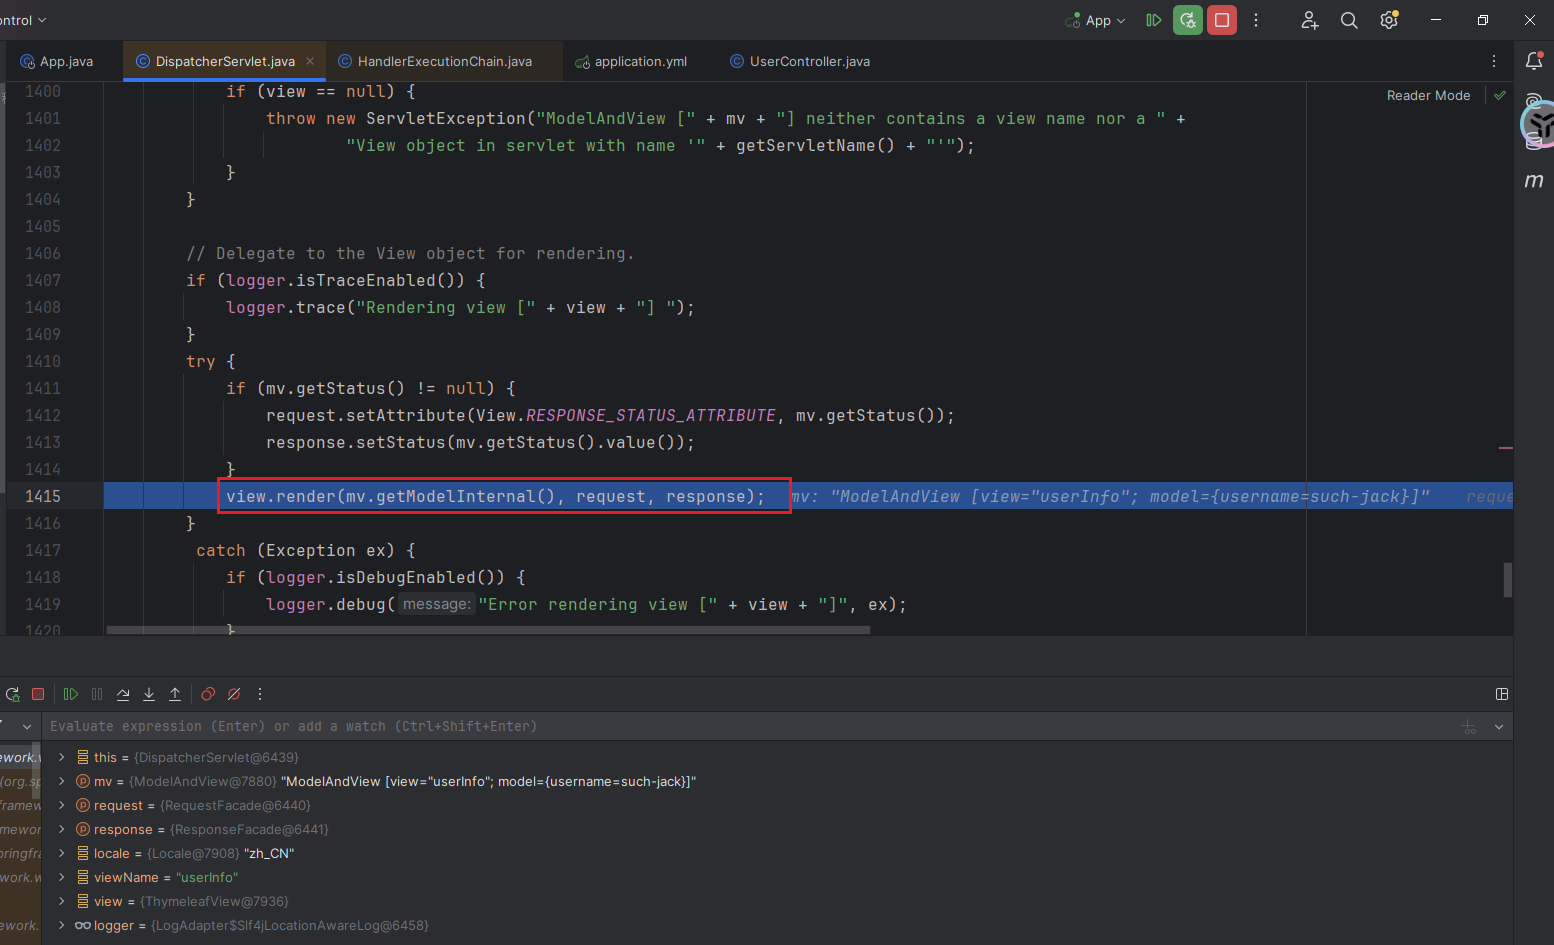 ontrol
App
App.java
DispatcherServlet.java
HandlerExecutionChain.java
application.yml
UserController.java
Reader Mode
1400 if (view == null) {
1401 throw new ServletException("ModelAndView [" + mv + "] neither contains a view name nor a " +
1402 "View object in servlet with name '" + getServletName() + "'");
1403 }
1404 }
1405
1406 // Delegate to the View object for rendering.
1407 if (logger.isTraceEnabled()) {
1408 logger.trace("Rendering view [" + view + "] ");
1409 }
1410 try {
1411 if (mv.getStatus() != null) {
1412 request.setAttribute(View.RESPONSE_STATUS_ATTRIBUTE, mv.getStatus());
1413 response.setStatus(mv.getStatus().value());
1414 }
1415 view.render(mv.getModelInternal(), request, response); mv: "ModelAndView [view="userInfo"; model={username=such-jack}]" reque
1416 }
1417 catch (Exception ex) {
1418 if (logger.isDebugEnabled()) {
1419 logger.debug( message: "Error rendering view [" + view + "]", ex);
1420 }
m
Evaluate expression (Enter) or add a watch (Ctrl+Shift+Enter)
ework.w
this = {DispatcherServlet@6439}
(org.sp
mv = {ModelAndView@7880} "ModelAndView [view="userInfo"; model={username=such-jack}]"
framew
request = {RequestFacade@6440}
mewor
response = {ResponseFacade@6441}
oringfra
locale = {Locale@7908} "zh_CN"
work.w
viewName = "userInfo"
view = {ThymeleafView@7936}
ework.
logger = {LogAdapter$Slf4jLocationAwareLog@6458}